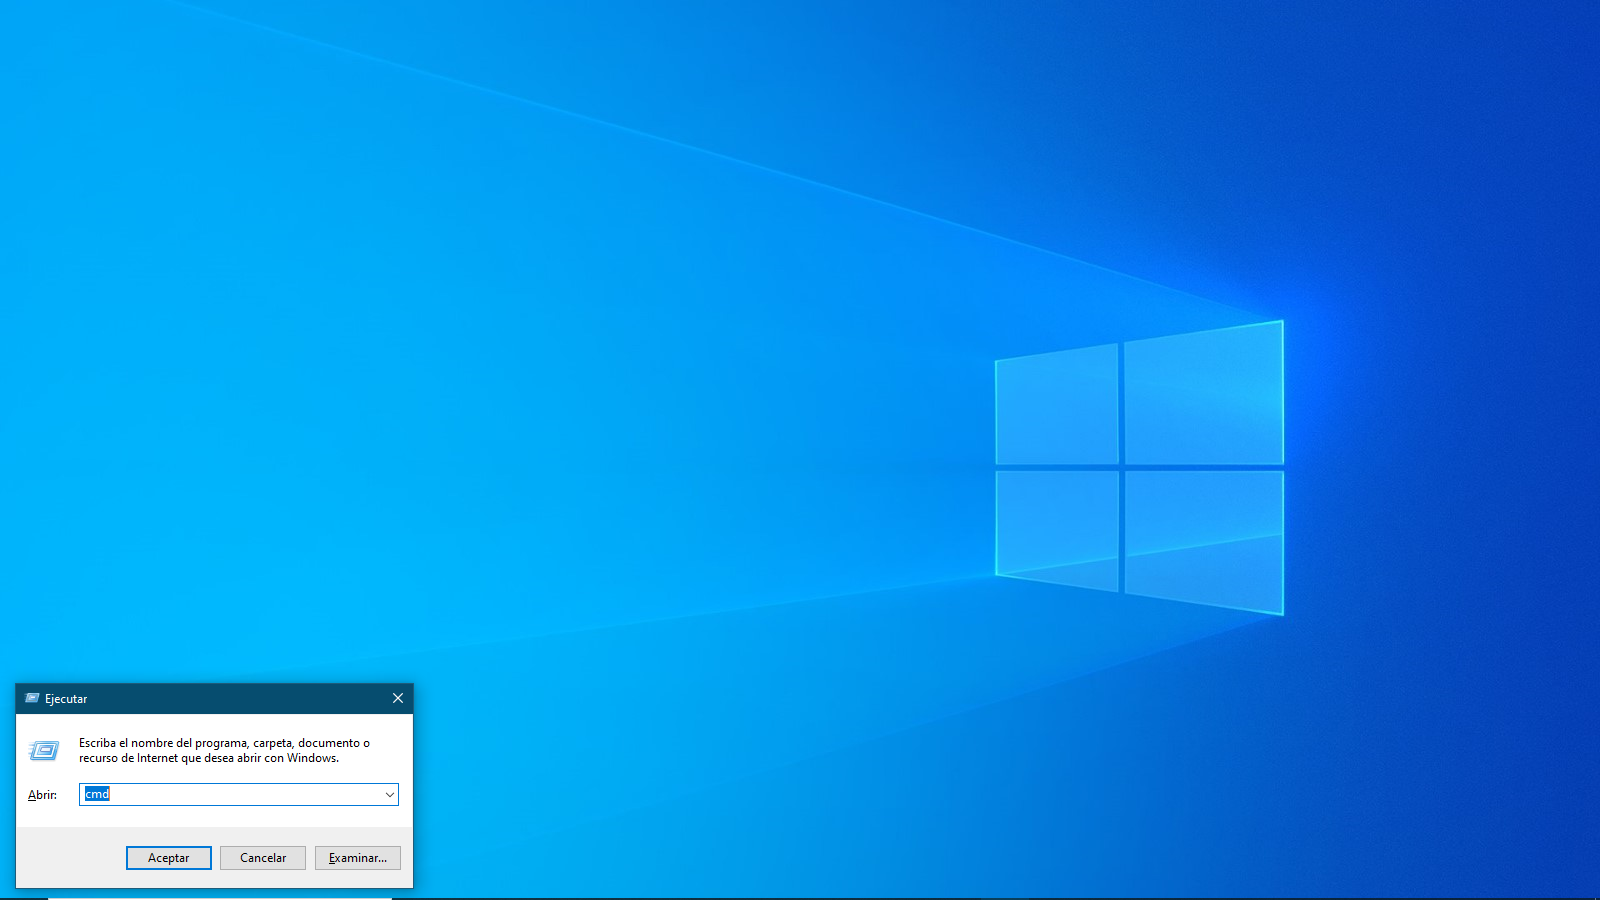 Ejecutar
Escriba el nombre del programa, carpeta, documento o
recurso de Internet que desea abrir con Windows.
Abrir:
cmd
Aceptar
Cancelar
Examinar...